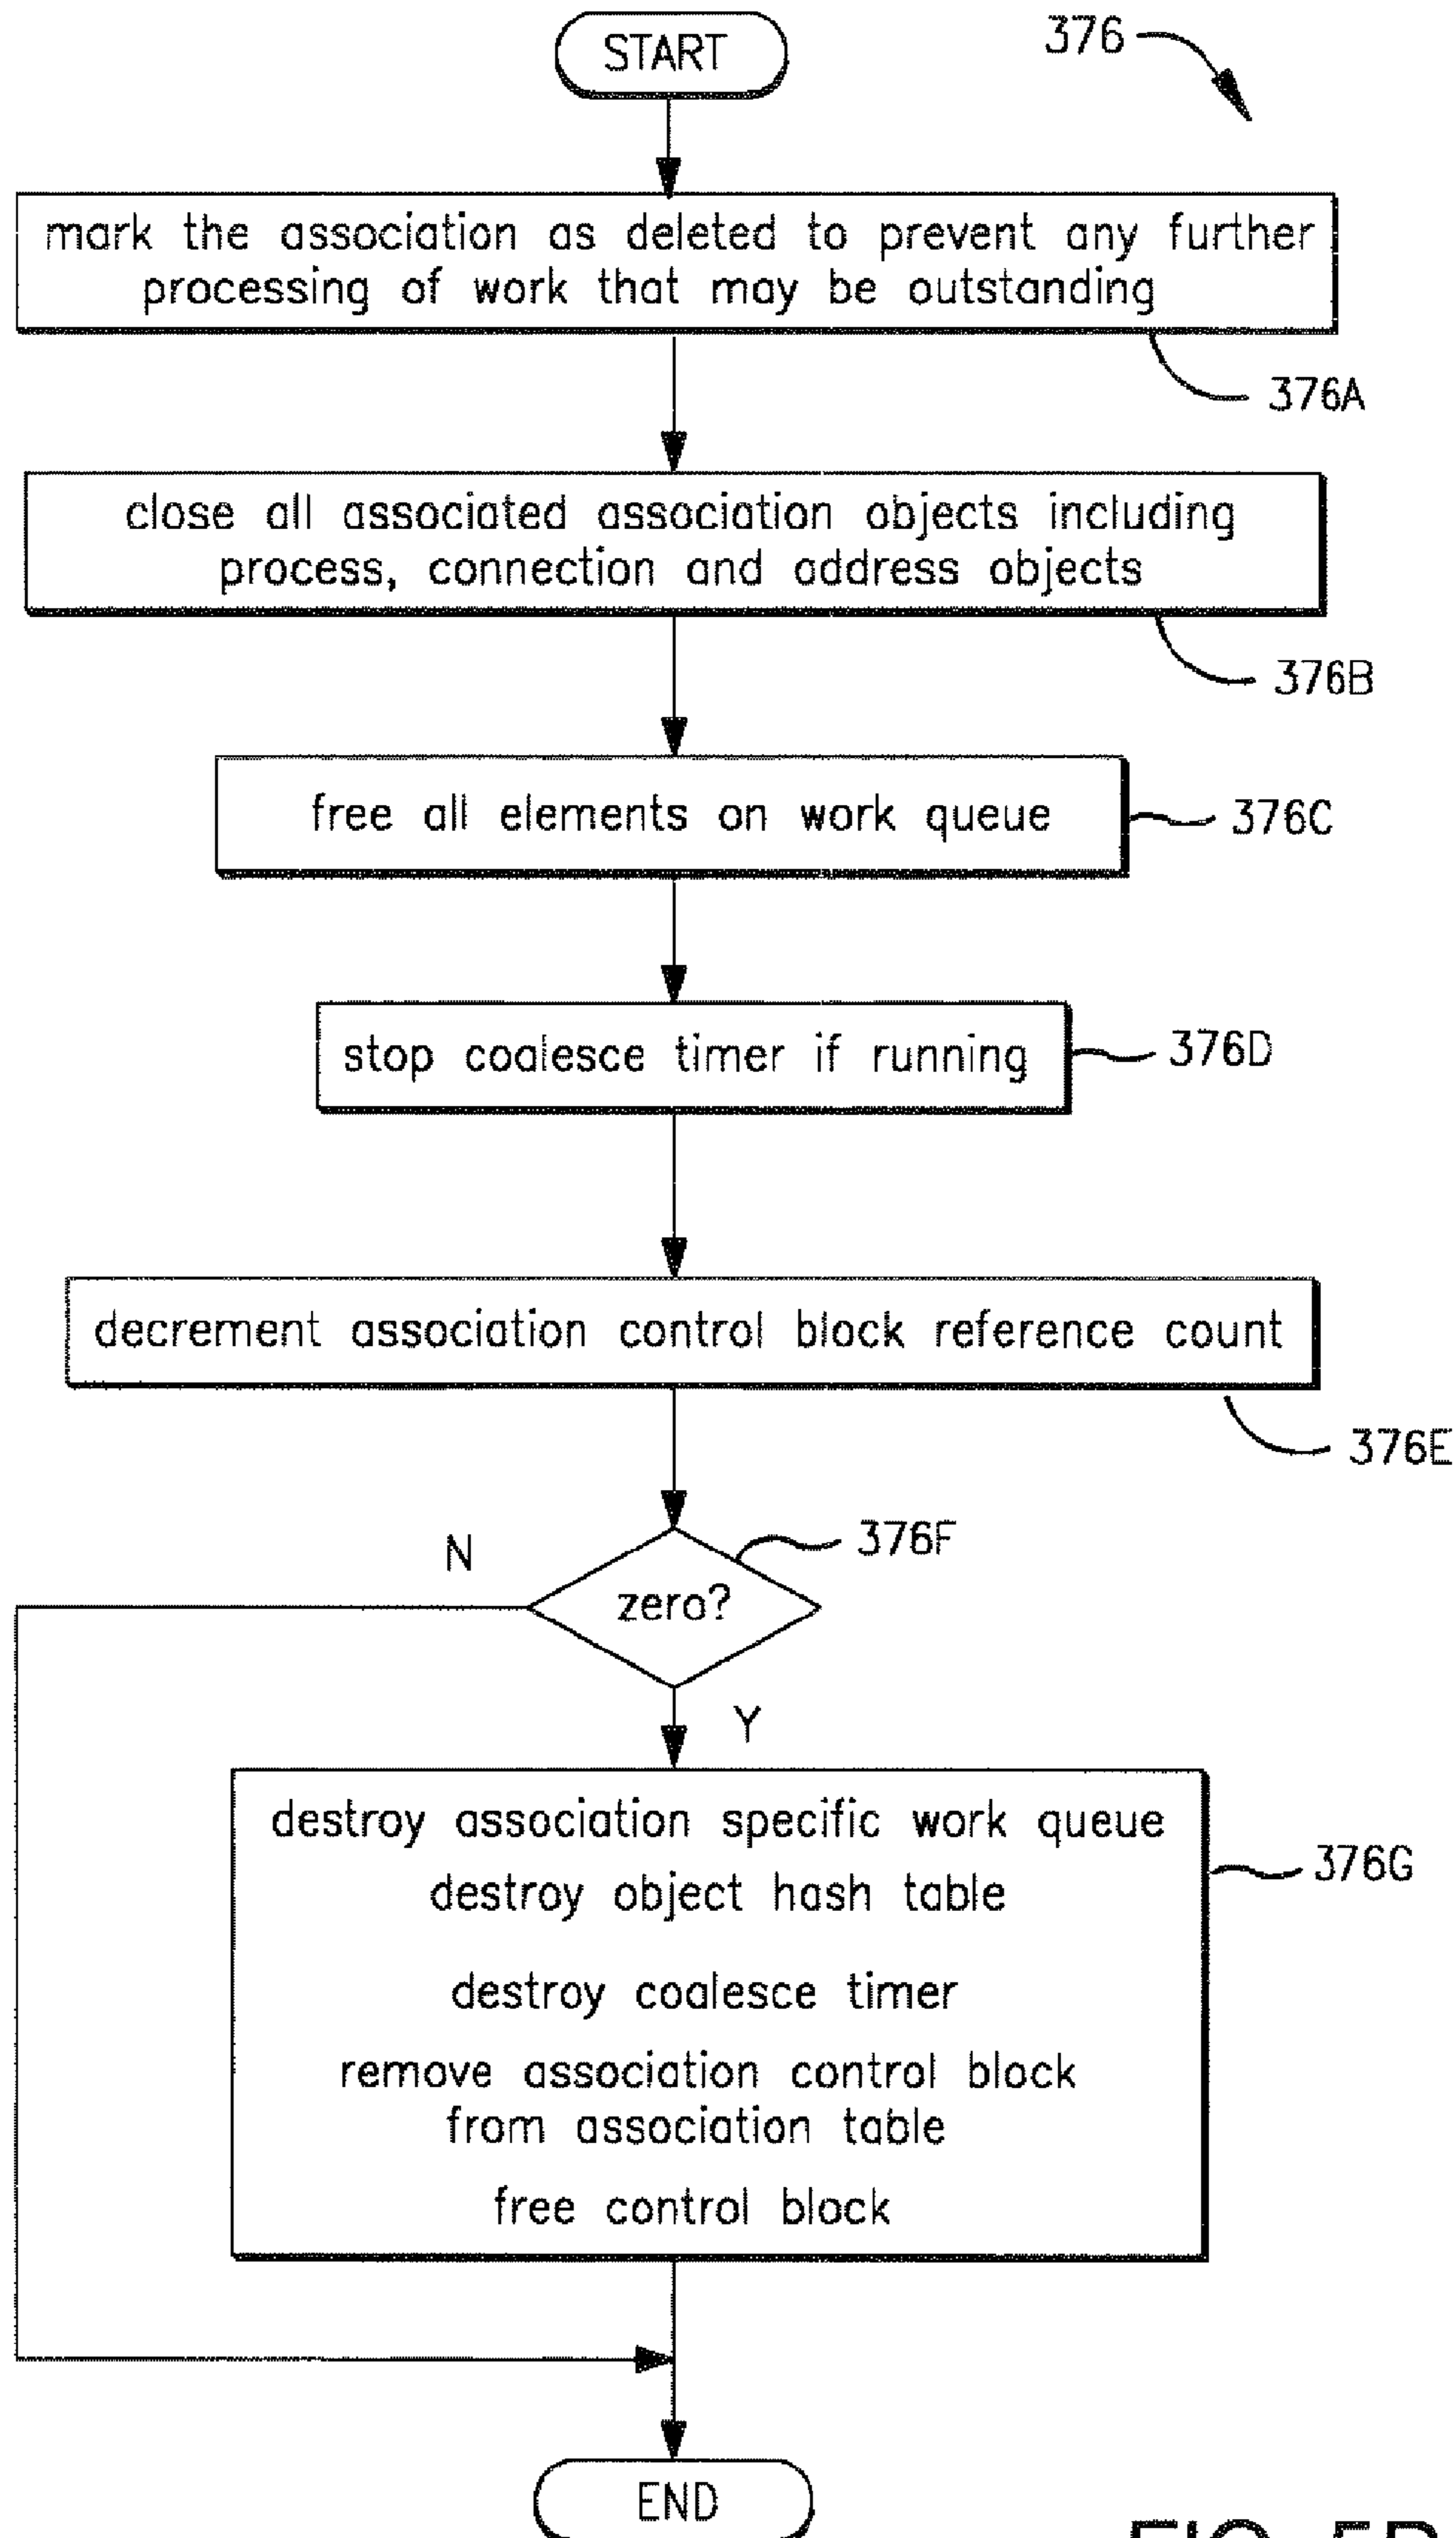 START
376
mark the association as deleted to prevent any further
processing of work that may be outstanding
376A
close all associated association objects including
process, connection and address objects
376B
free all elements on work queue
376C
stop coalesce timer if running
376D
decrement association control block reference count
376E
376F
N
zero?
Y
destroy association specific work queue
destroy object hash table
376G
destroy coalesce timer
remove association control block
from association table
free control block
END